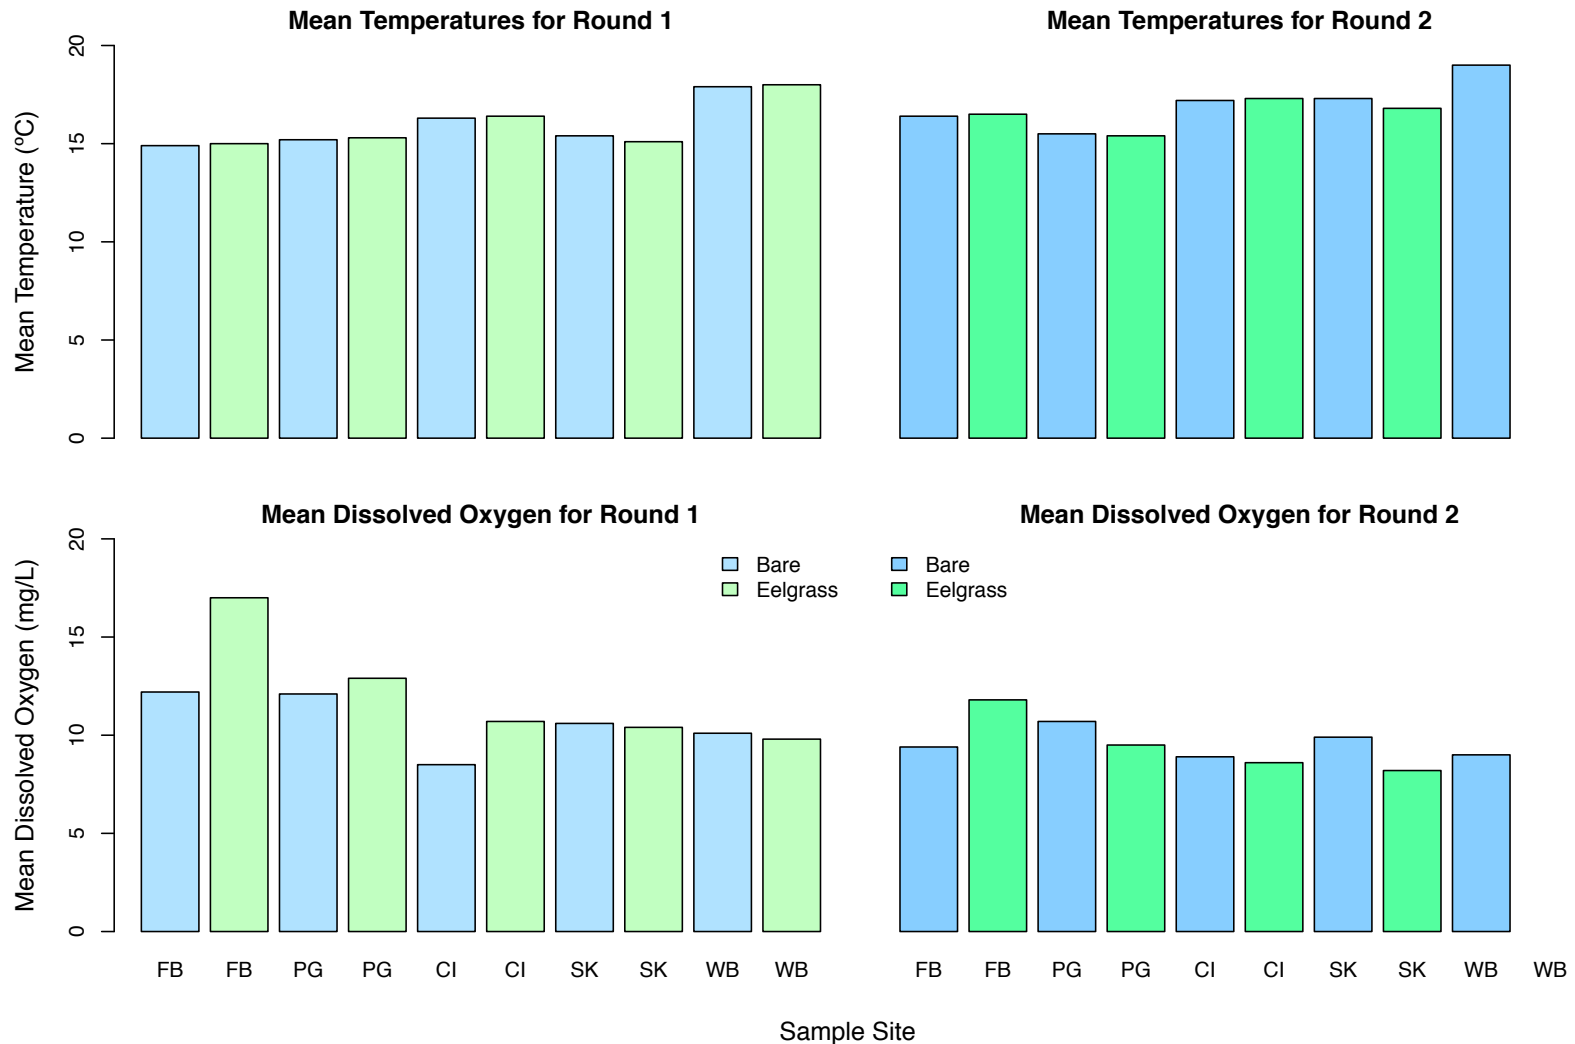 Mean Temperatures for Round 1
Mean Temperatures for Round 2
Mean Temperature (ºC)
20
15
10
5
0
Mean Dissolved Oxygen for Round 1
Mean Dissolved Oxygen for Round 2
Mean Dissolved Oxygen (mg/L)
20
15
10
5
0
Bare
Eelgrass
Bare
Eelgrass
FB FB PG PG CI CI SK SK WB WB
FB FB PG PG CI CI SK SK WB WB
Sample Site